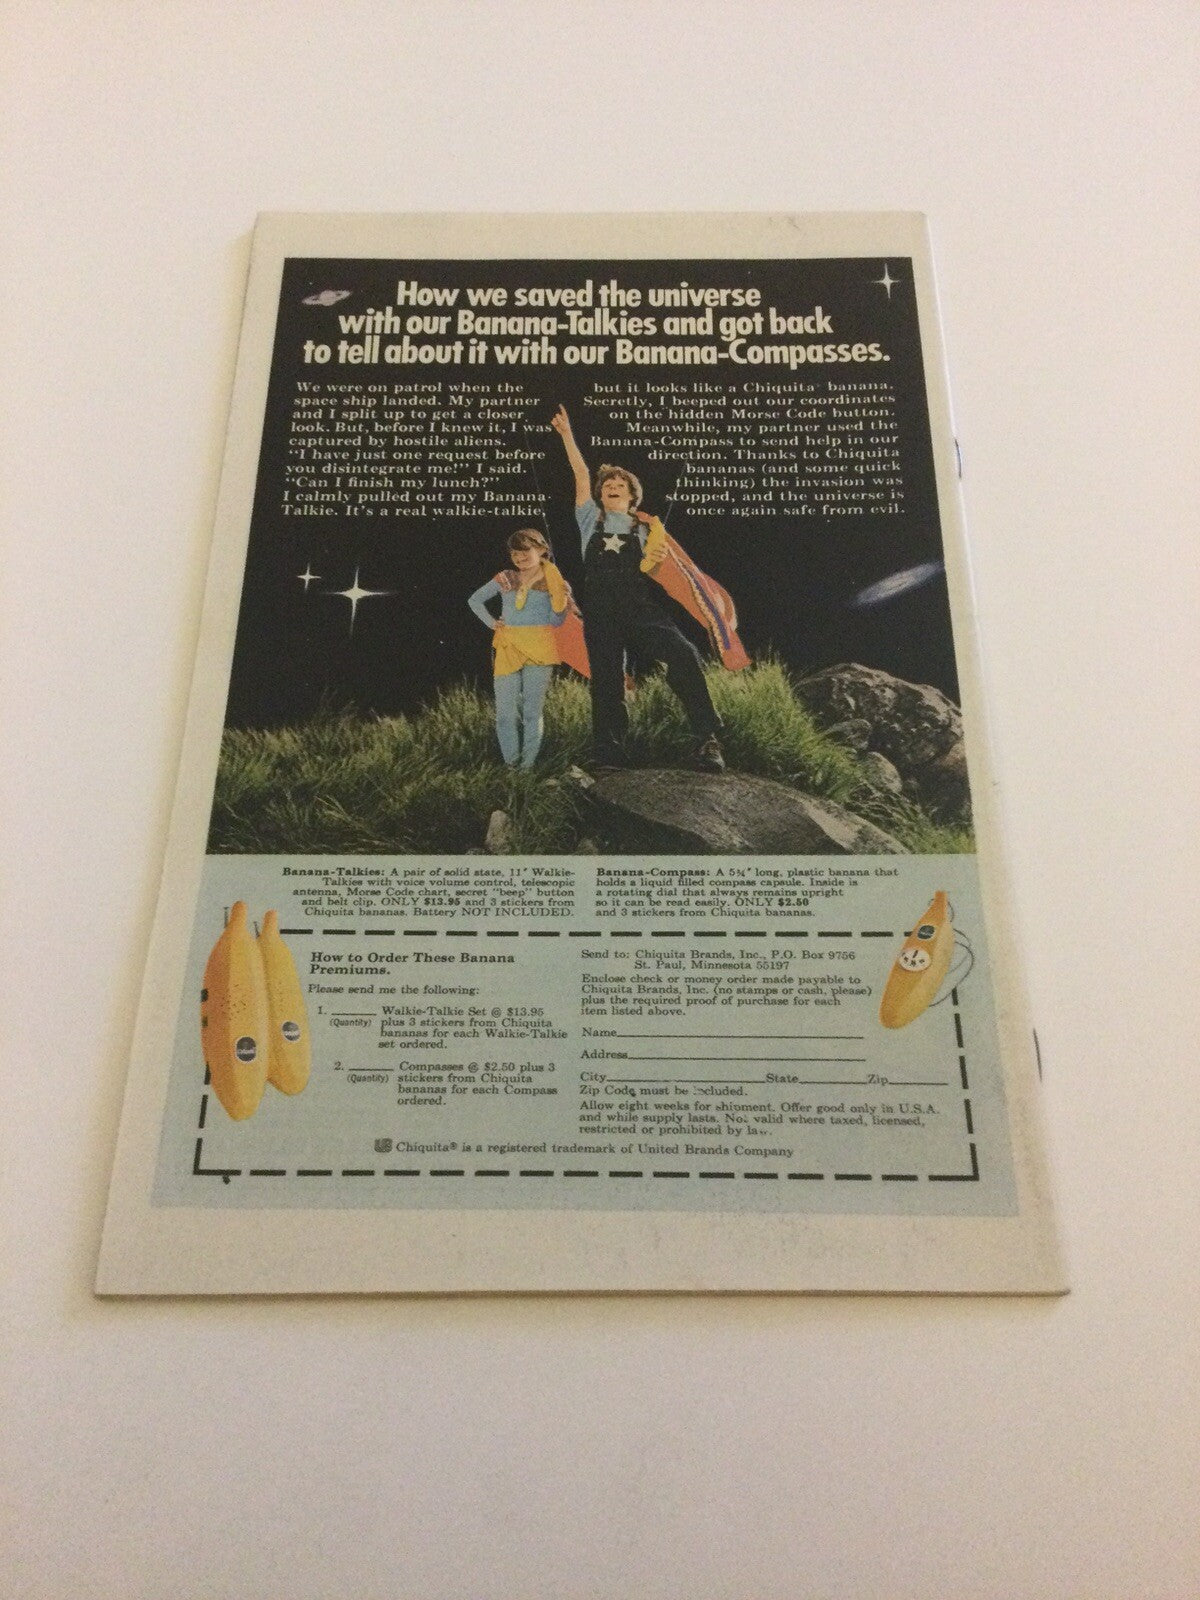 How we saved the universe
with our Banana-Talkies and got back
to tell about it with our Banana-Compasses.
We were on patrol when the
space ship landed. My partner
and I split up to get a closer
look. But, before I knew it, I was
captured by hostile aliens.
"I have just one request before
you disintegrate me!" I said.
"Can I finish my lunch?"
I calmly pulled out my Banana-
Talkie. It's a real walkie-talkie,
but it looks like a Chiquita banana.
Secretly, I beeped out our coordinates
on the hidden Morse Code button.
Meanwhile, my partner used the
Banana-Compass to send help in our
direction. Thanks to Chiquita
bananas (and some quick
thinking) the invasion was
stopped, and the universe is
once again safe from evil.
Banana-Talkies: A pair of solid state, 11" Walkie-
Talkies with voice volume control, telescopic
antenna, Morse Code chart, secret "beep" button
and belt clip. ONLY $13.95 and 3 stickers from
Chiquita bananas. Battery NOT INCLUDED.
Banana-Compass: A 5¾" long, plastic banana that
holds a liquid filled compass capsule. Inside is
a rotating dial that always remains upright
so it can be read easily. ONLY $2.50
and 3 stickers from Chiquita bananas.
How to Order These Banana
Premiums.
Please send me the following:
1. ______ Walkie-Talkie Set @ $13.95
(Quantity) plus 3 stickers from Chiquita
bananas for each Walkie-Talkie
set ordered.
2. ______ Compasses @ $2.50 plus 3
(Quantity) stickers from Chiquita
bananas for each Compass
ordered.
Send to: Chiquita Brands, Inc., P.O. Box 9756
St. Paul, Minnesota 55197
Enclose check or money order made payable to
Chiquita Brands, Inc. (no stamps or cash, please)
plus the required proof of purchase for each
item listed above.
Name
Address
City State Zip
Zip Code must be included.
Allow eight weeks for shipment. Offer good only in U.S.A.
and while supply lasts. Not valid where taxed, licensed,
restricted or prohibited by law.
Chiquita® is a registered trademark of United Brands Company